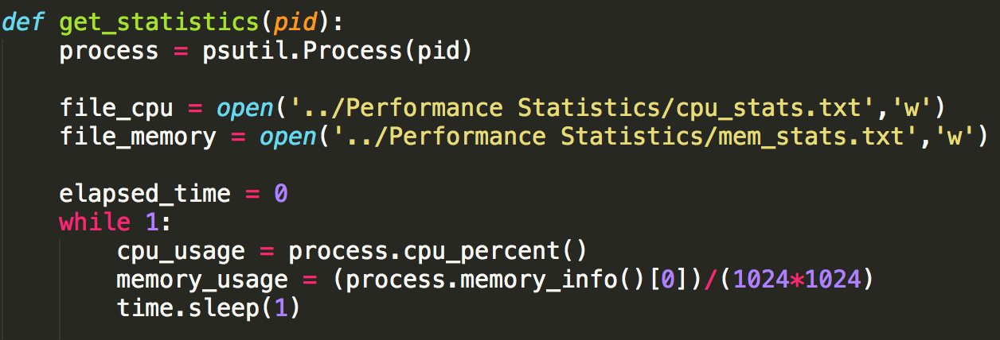 def get_statistics(pid):
    process = psutil.Process(pid)

    file_cpu = open('../Performance Statistics/cpu_stats.txt','w')
    file_memory = open('../Performance Statistics/mem_stats.txt','w')

    elapsed_time = 0
    while 1:
        cpu_usage = process.cpu_percent()
        memory_usage = (process.memory_info()[0])/(1024*1024)
        time.sleep(1)